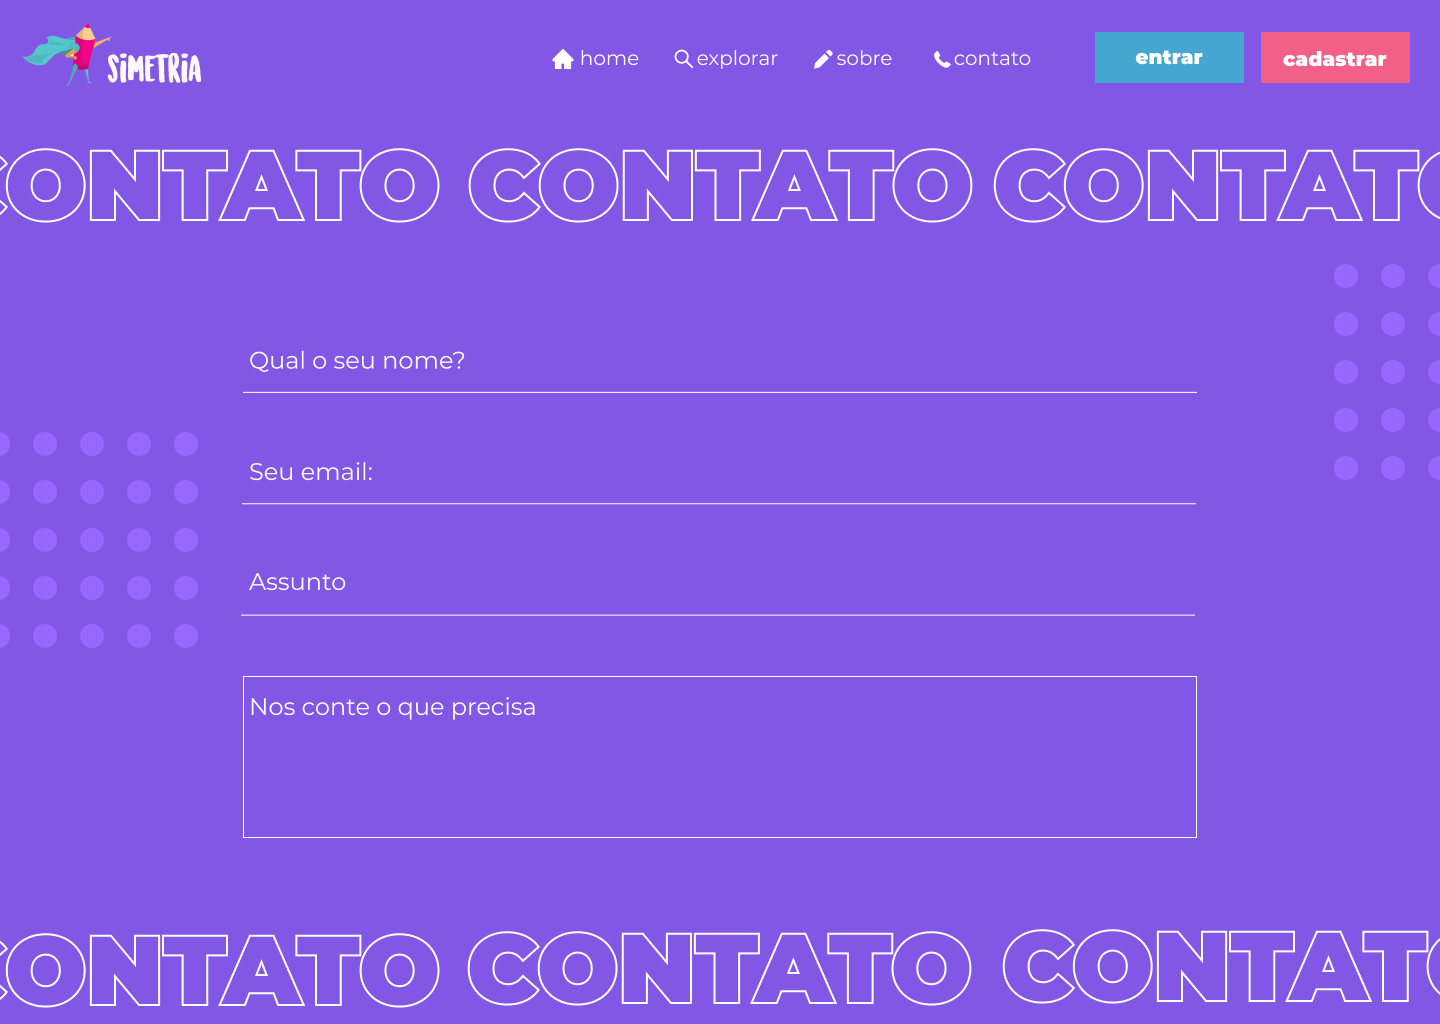 SiMETRiA
home explorar sobre contato entrar cadastrar
CONTATO CONTATO CONTATO
Qual o seu nome?
Seu email:
Assunto
Nos conte o que precisa
CONTATO CONTATO CONTATO